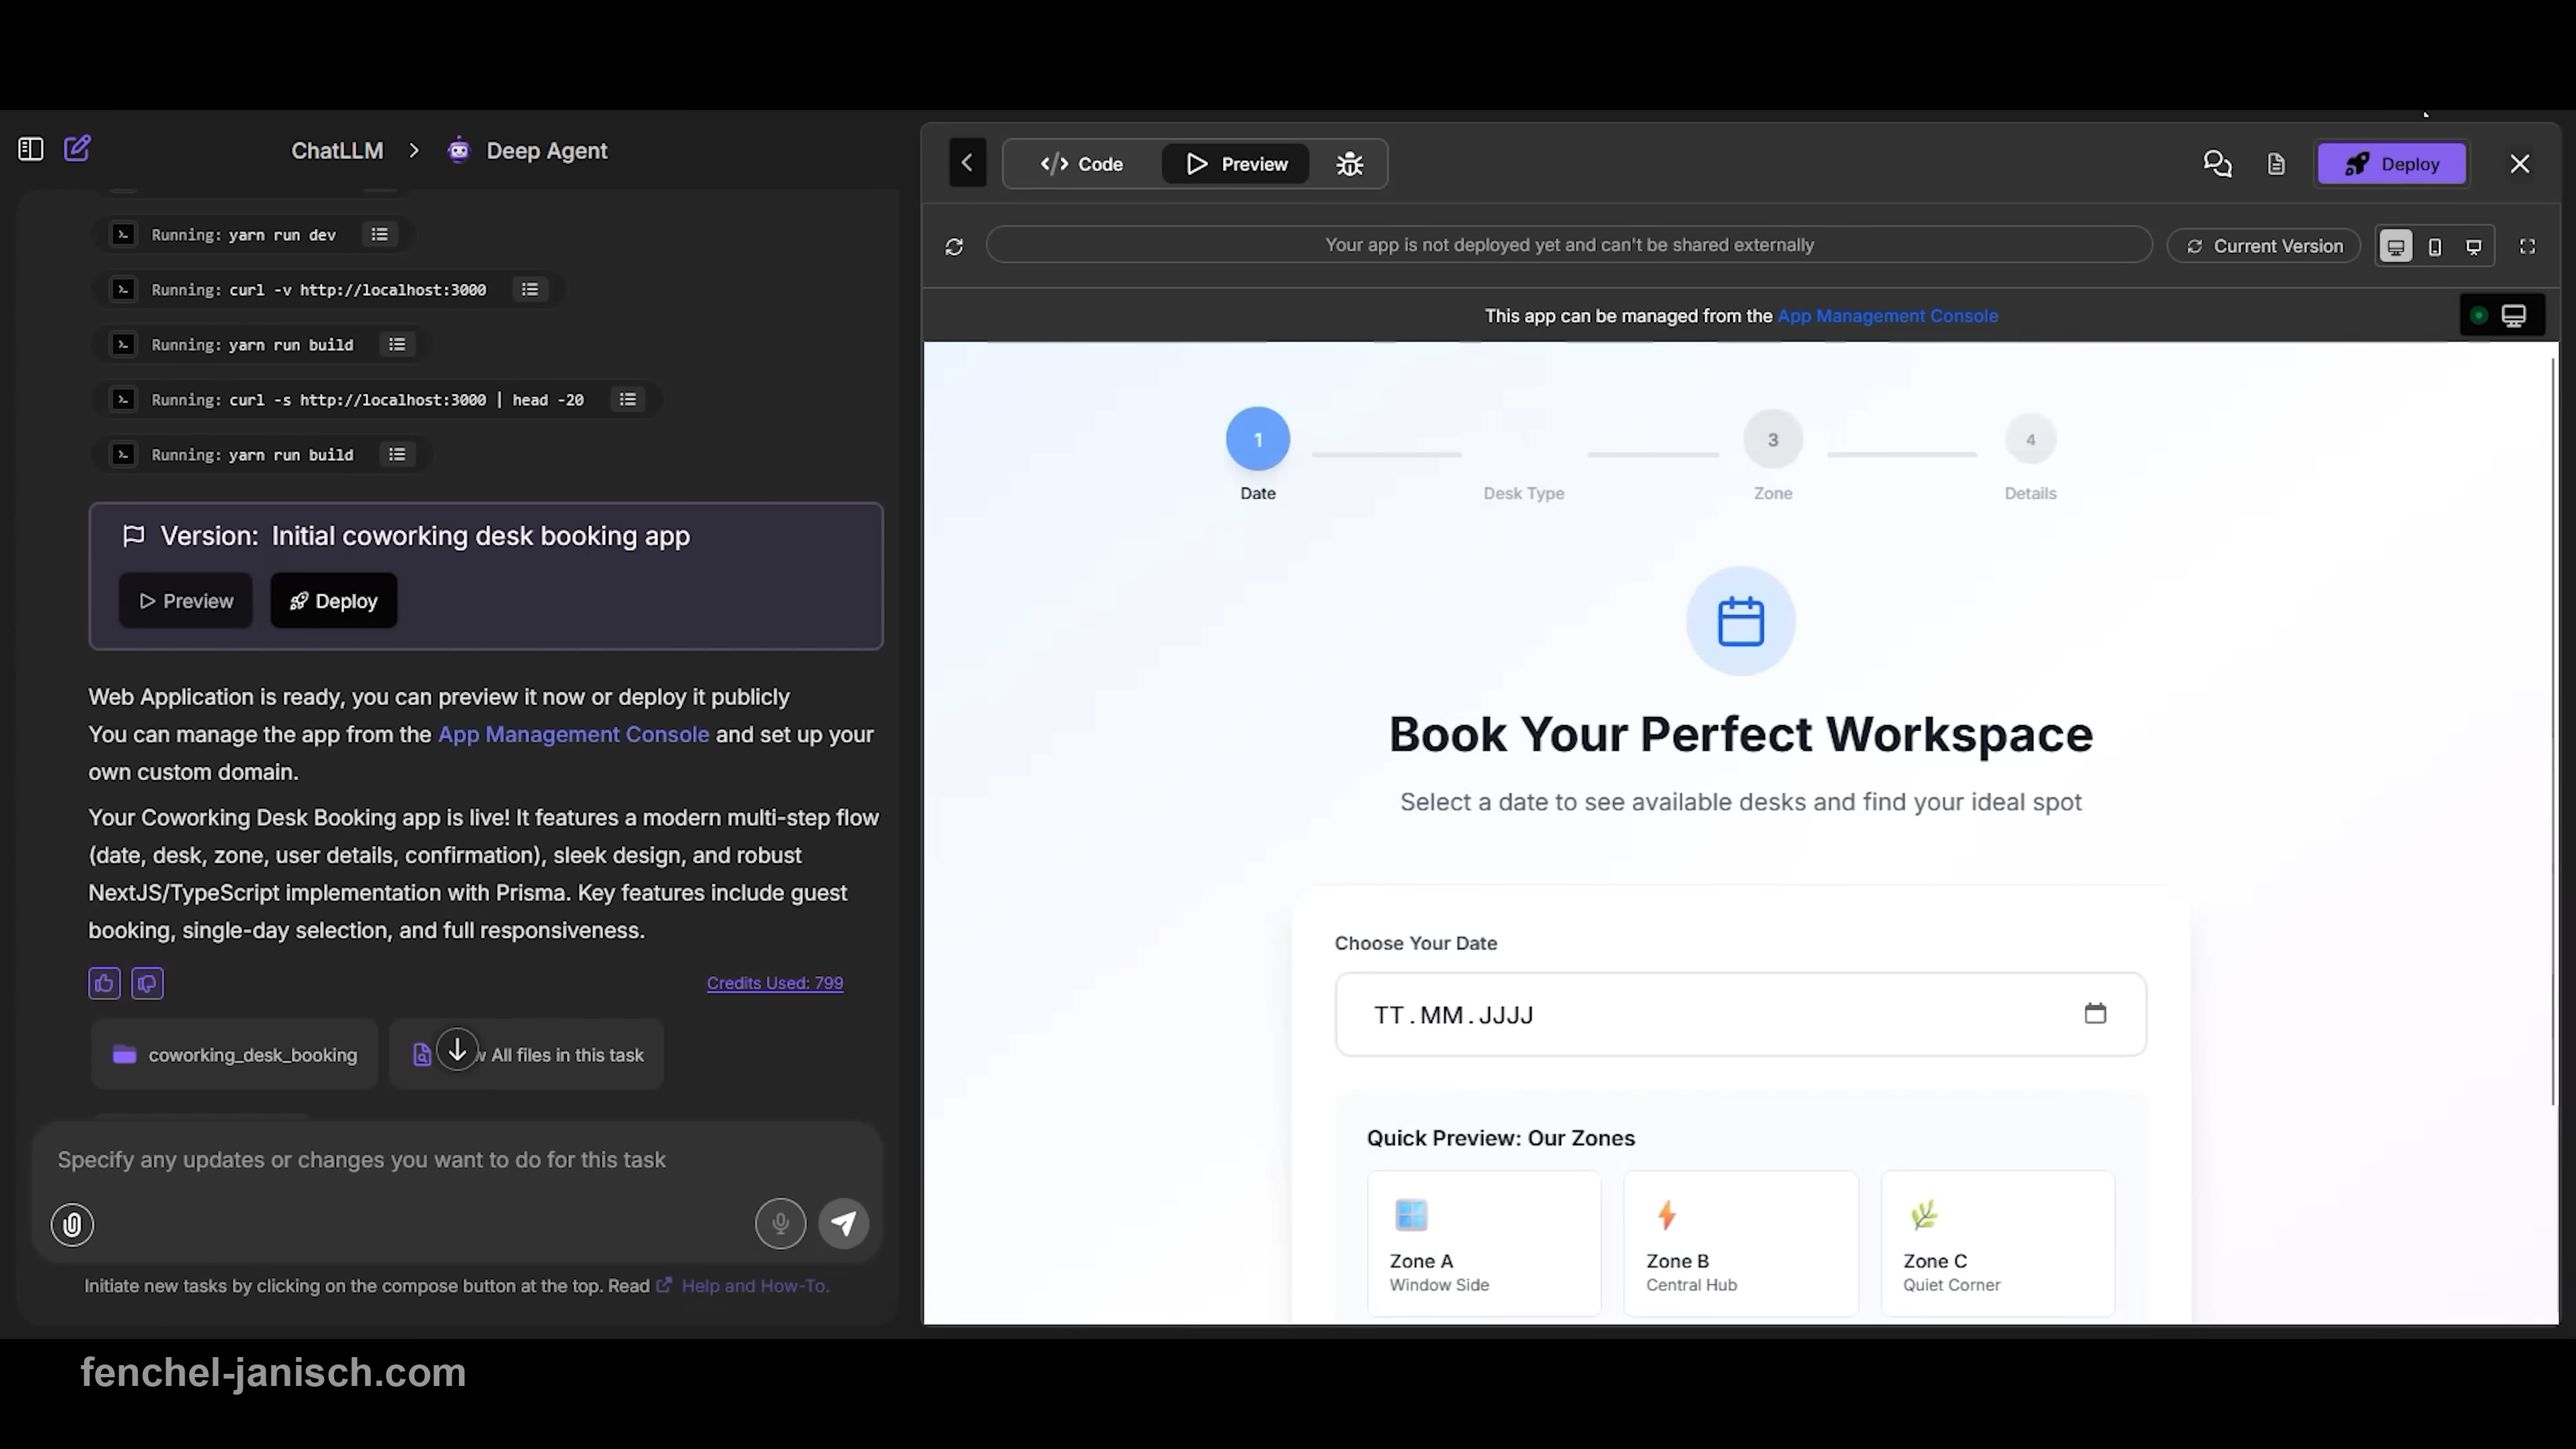 ChatLLM > Deep Agent
Running: yarn run dev
Running: curl -v http://localhost:3000
Running: yarn run build
Running: curl -s http://localhost:3000 | head -20
Running: yarn run build
Version: Initial coworking desk booking app
Preview Deploy
Web Application is ready, you can preview it now or deploy it publicly
You can manage the app from the App Management Console and set up your
own custom domain.
Your Coworking Desk Booking app is live! It features a modern multi-step flow
(date, desk, zone, user details, confirmation), sleek design, and robust
NextJS/TypeScript implementation with Prisma. Key features include guest
booking, single-day selection, and full responsiveness.
Credits Used: 799
coworking_desk_booking
All files in this task
Specify any updates or changes you want to do for this task
Initiate new tasks by clicking on the compose button at the top. Read Help and How-To.
</> Code Preview
Deploy
Your app is not deployed yet and can't be shared externally
Current Version
This app can be managed from the App Management Console
1 3 4
Date Desk Type Zone Details
Book Your Perfect Workspace
Select a date to see available desks and find your ideal spot
Choose Your Date
TT.MM.JJJJ
Quick Preview: Our Zones
Zone A
Window Side
Zone B
Central Hub
Zone C
Quiet Corner
fenchel-janisch.com